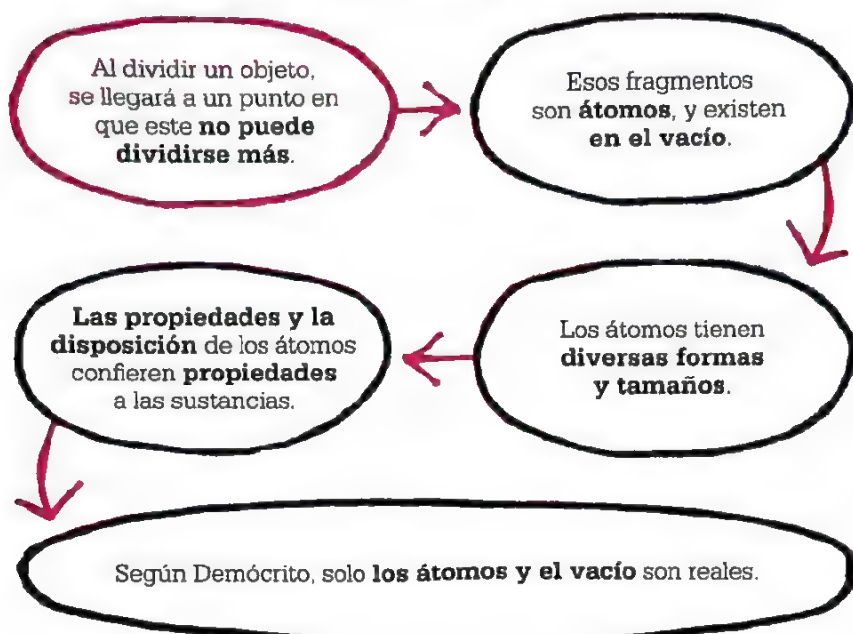 Al dividir un objeto,
se llegará a un punto en
que este no puede
dividirse más.
Esos fragmentos
son átomos, y existen
en el vacío.
Los átomos tienen
diversas formas
y tamaños.
Las propiedades y la
disposición de los átomos
confieren propiedades
a las sustancias.
Según Demócrito, solo los átomos y el vacío son reales.